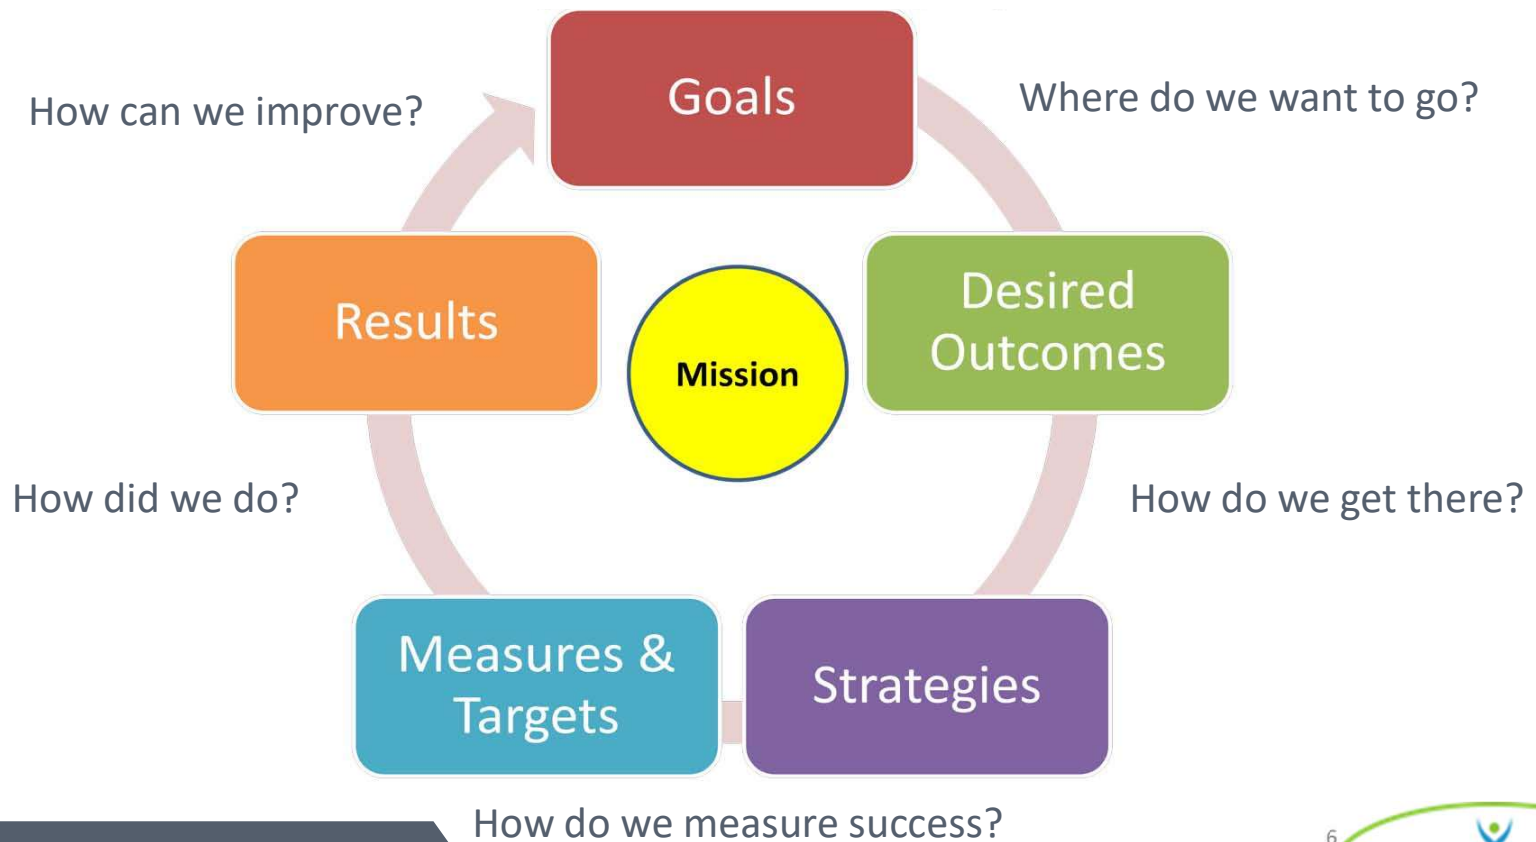 Goals
How can we improve?
Where do we want to go?
Results
Mission
Desired
Outcomes
How did we do?
How do we get there?
Measures &
Targets
Strategies
How do we measure success?
6